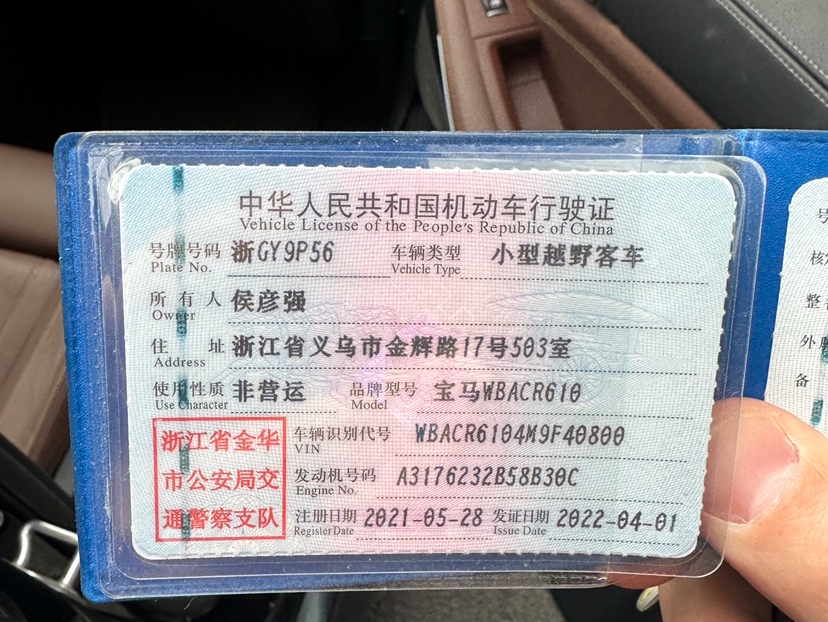 中华人民共和国机动车行驶证
Vehicle License of the People's Republic of China
号牌号码 浙GY9P56 车辆类型 小型越野客车
Plate No. Vehicle Type
所有人 侯彦强
Owner
住址 浙江省义乌市金辉路17号503室
Address
使用性质 非营运 品牌型号 宝马WBACR610
Use Character Model
浙江省金华
市公安局交
通警察支队
车辆识别代号 WBACR6104M9F40800
VIN
发动机号码 A3176232B58B30C
Engine No.
注册日期 2021-05-28 发证日期 2022-04-01
Register Date Issue Date
号
核定
整
外
备